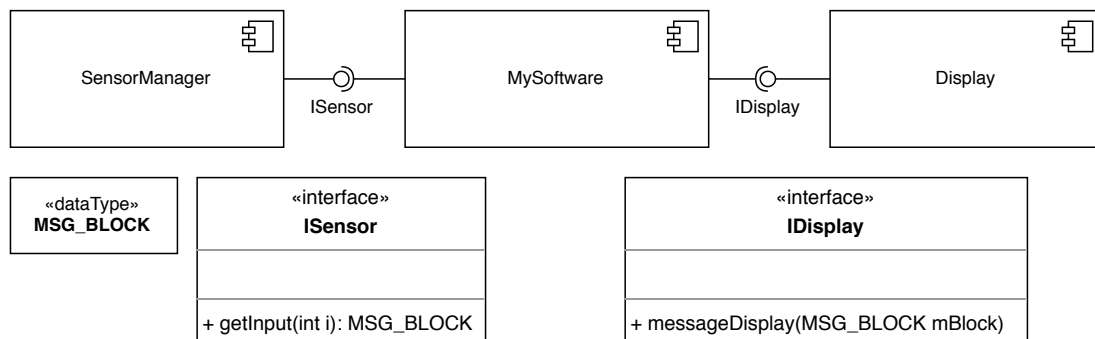 SensorManager
ISensor
MySoftware
IDisplay
Display
«dataType»
MSG_BLOCK
«interface»
ISensor
+ getInput(int i): MSG_BLOCK
«interface»
IDisplay
+ messageDisplay(MSG_BLOCK mBlock)